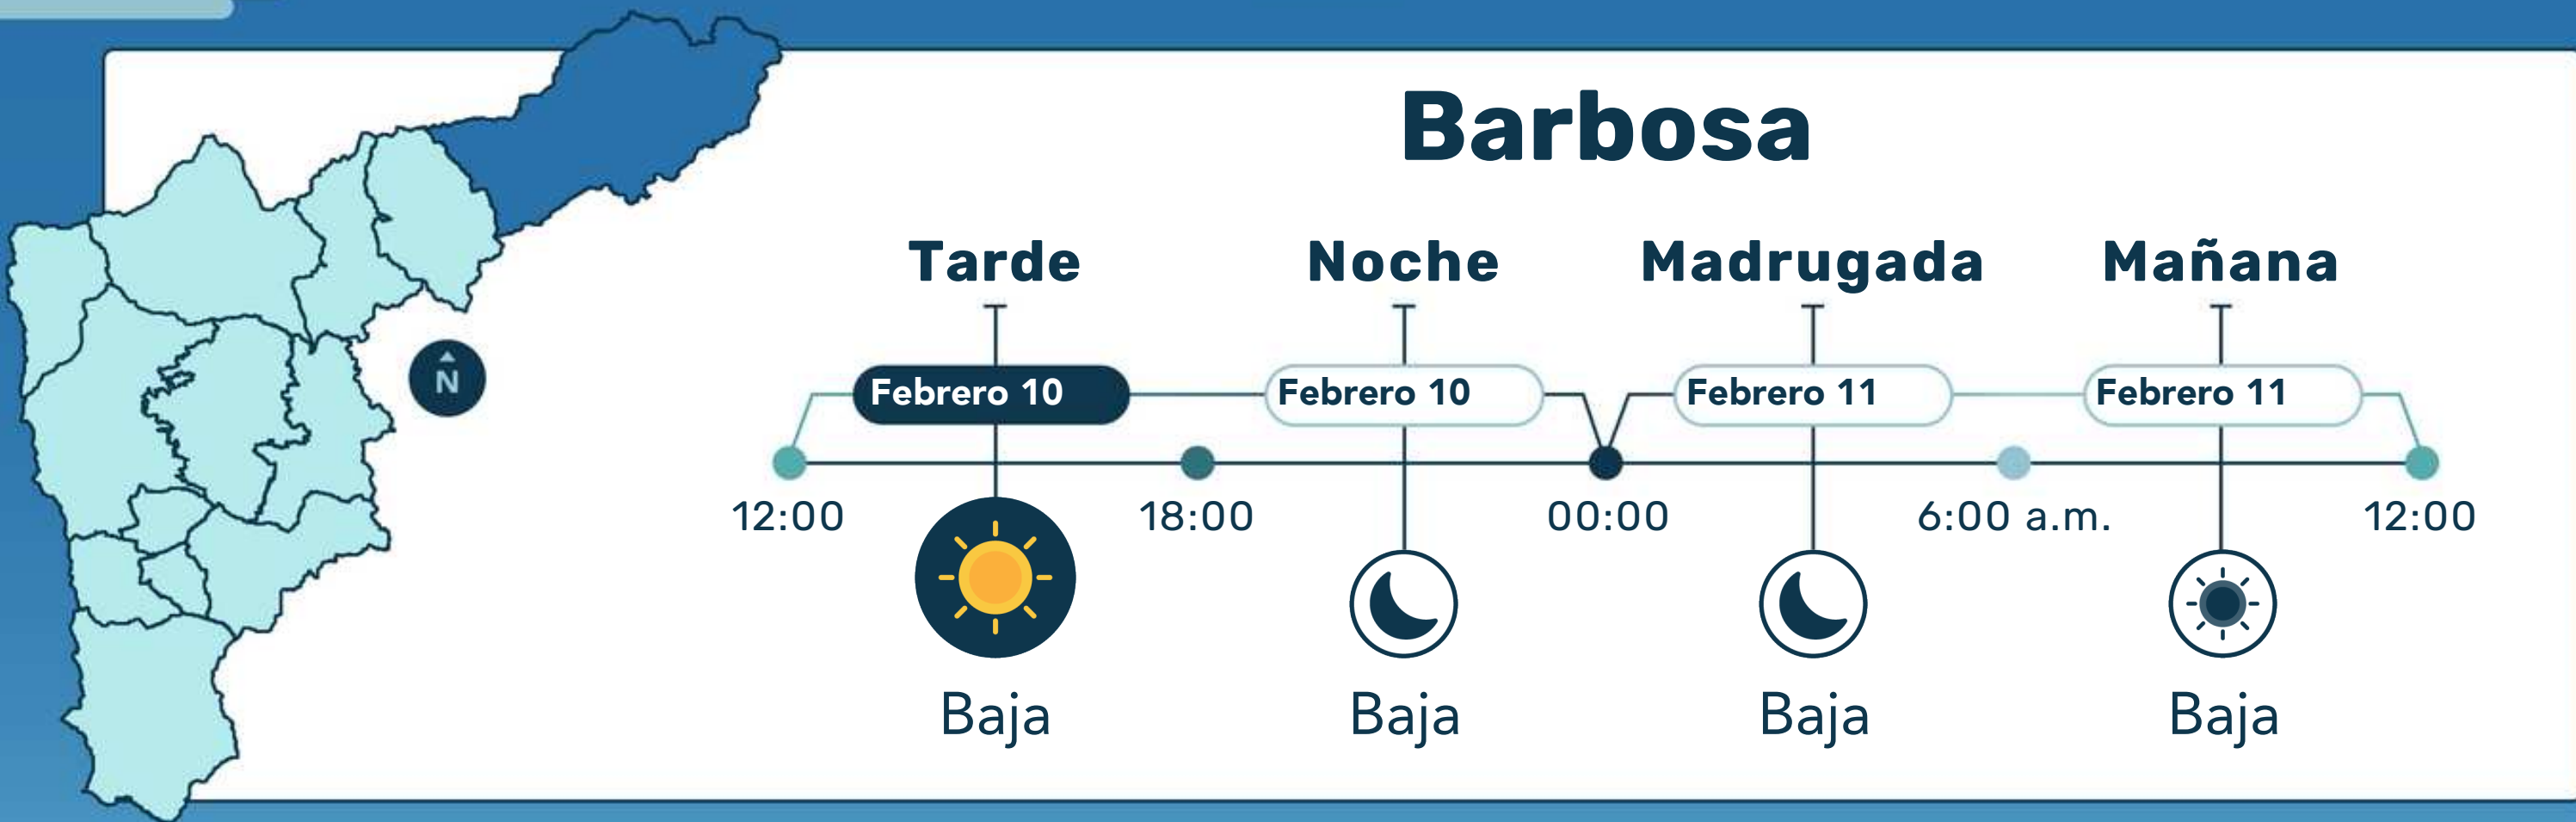 Barbosa
Tarde Noche Madrugada Mañana
Febrero 10 Febrero 10 Febrero 11 Febrero 11
N
12:00 18:00 00:00 6:00 a.m. 12:00
Baja Baja Baja Baja